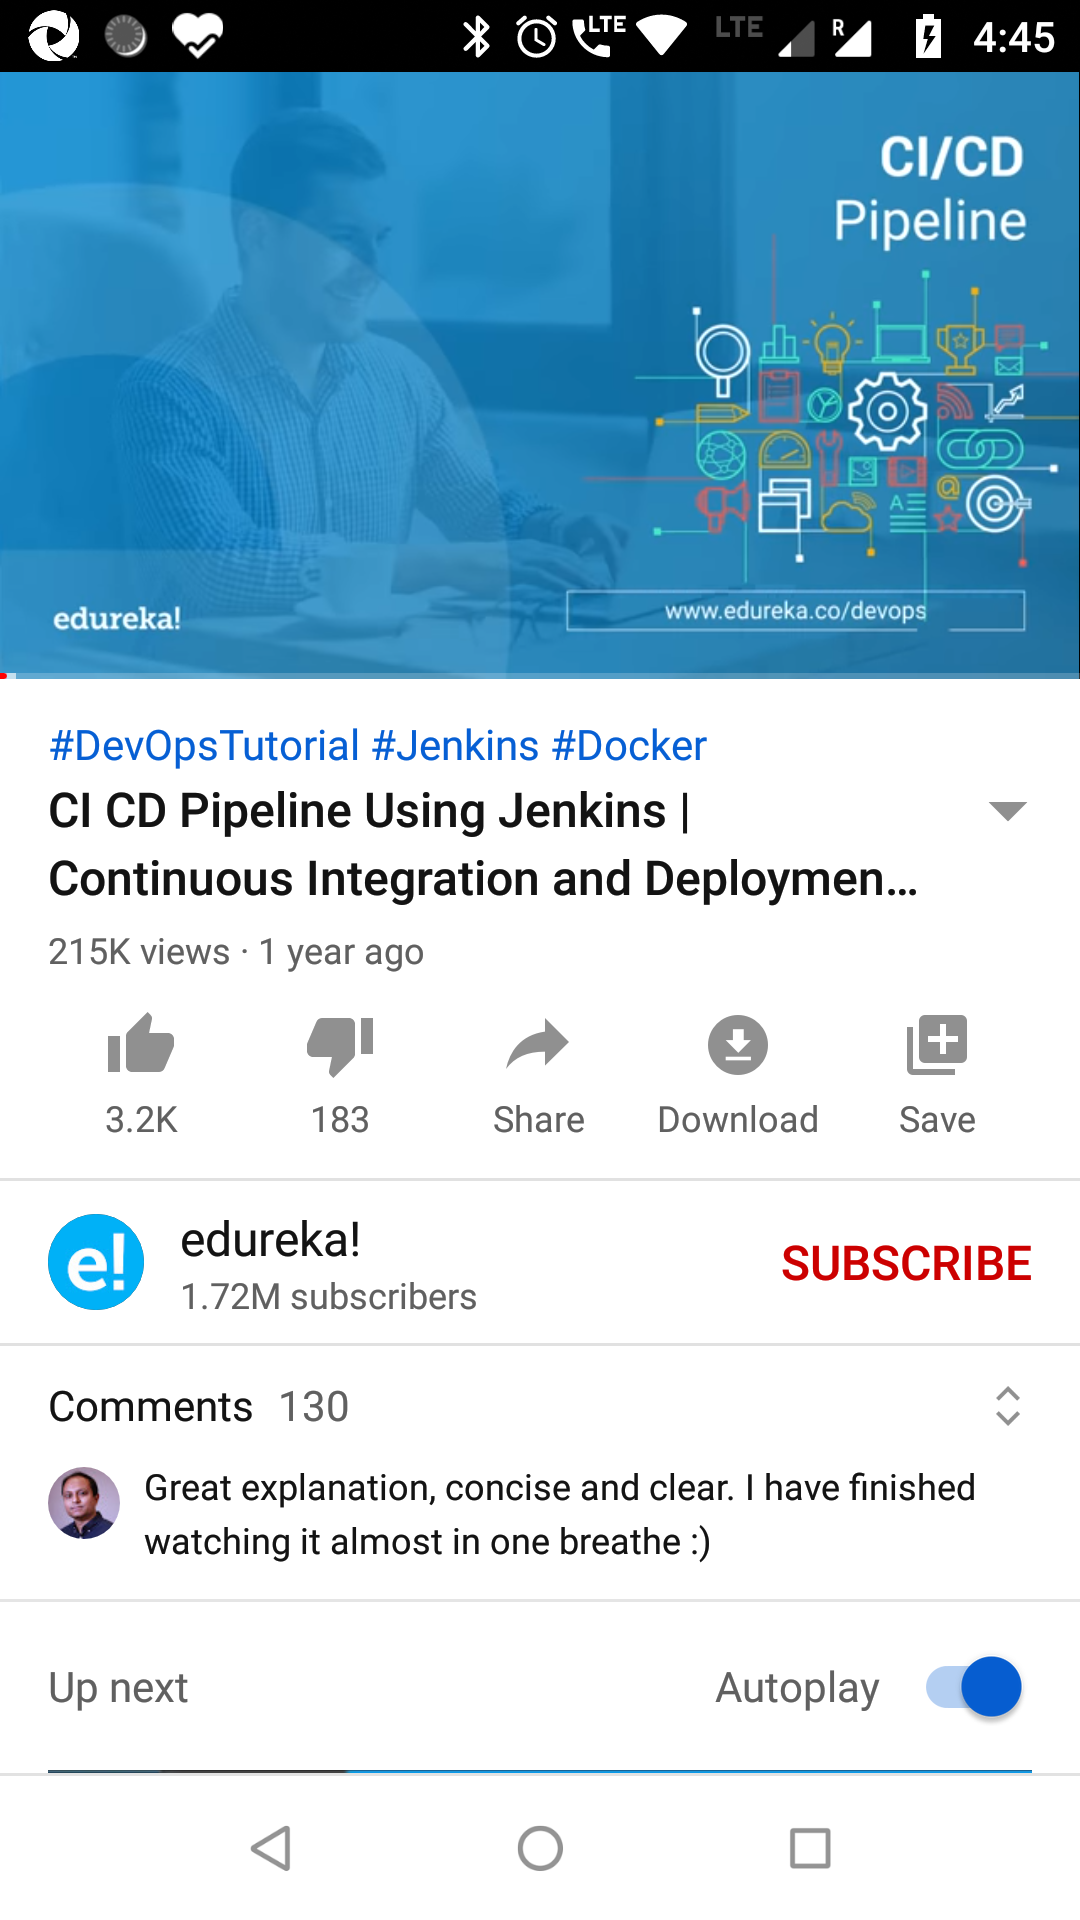 LTE LTE R 4:45
CI/CD
Pipeline
A
@
edureka!
www.edureka.co/devops
#DevOpsTutorial #Jenkins #Docker
CI CD Pipeline Using Jenkins |
Continuous Integration and Deploymen...
215K views · 1 year ago
3.2K 183 Share Download Save
e! edureka!
1.72M subscribers
SUBSCRIBE
Comments 130
Great explanation, concise and clear. I have finished
watching it almost in one breathe :)
Up next Autoplay